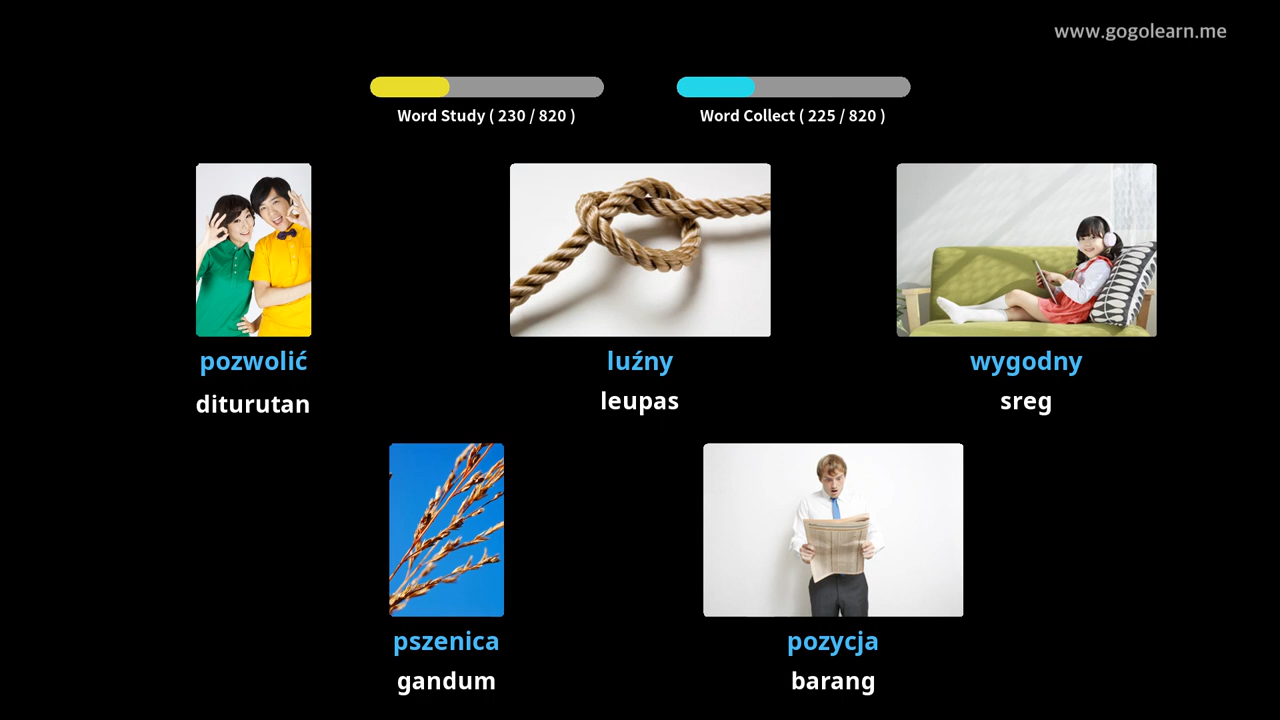 www.gogolearn.me
Word Study ( 230 / 820 )
Word Collect ( 225 / 820 )
pozwolić
diturutan
luźny
leupas
wygodny
sreg
pszenica
gandum
pozycja
barang